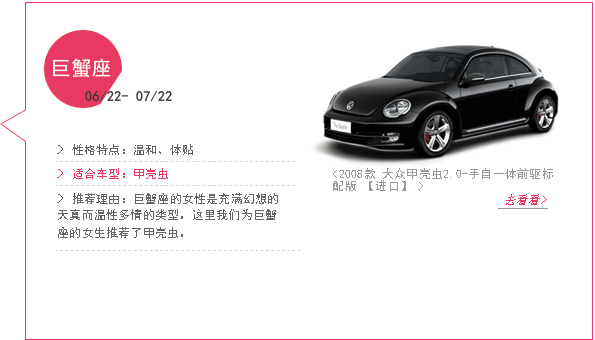 巨蟹座
06/22- 07/22
> 性格特点：温和、体贴
> 适合车型：甲壳虫
> 推荐理由：巨蟹座的女性是充满幻想的
天真而温性多情的类型。这里我们为巨蟹
座的女生推荐了甲壳虫。
The Beetle
<2008款 大众甲壳虫2.0-手自一体前驱标
配版 【进口】 >
去看看>